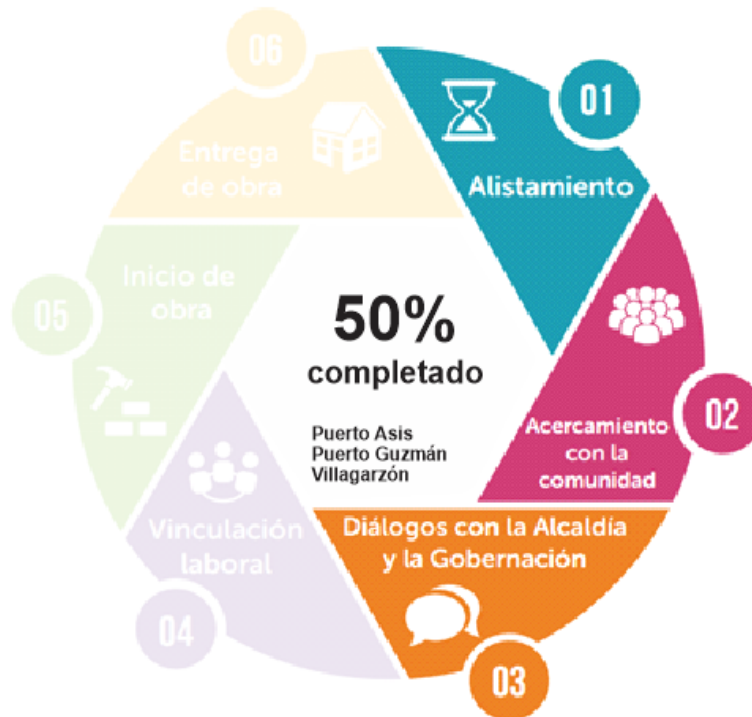 01
Alistamiento
02
Acercamiento
con la
comunidad
03
Diálogos con la Alcaldía
y la Gobernación
04
Vinculación
laboral
05
Inicio de
obra
06
Entrega
de obra
50%
completado
Puerto Asis
Puerto Guzmán
Villagarzón